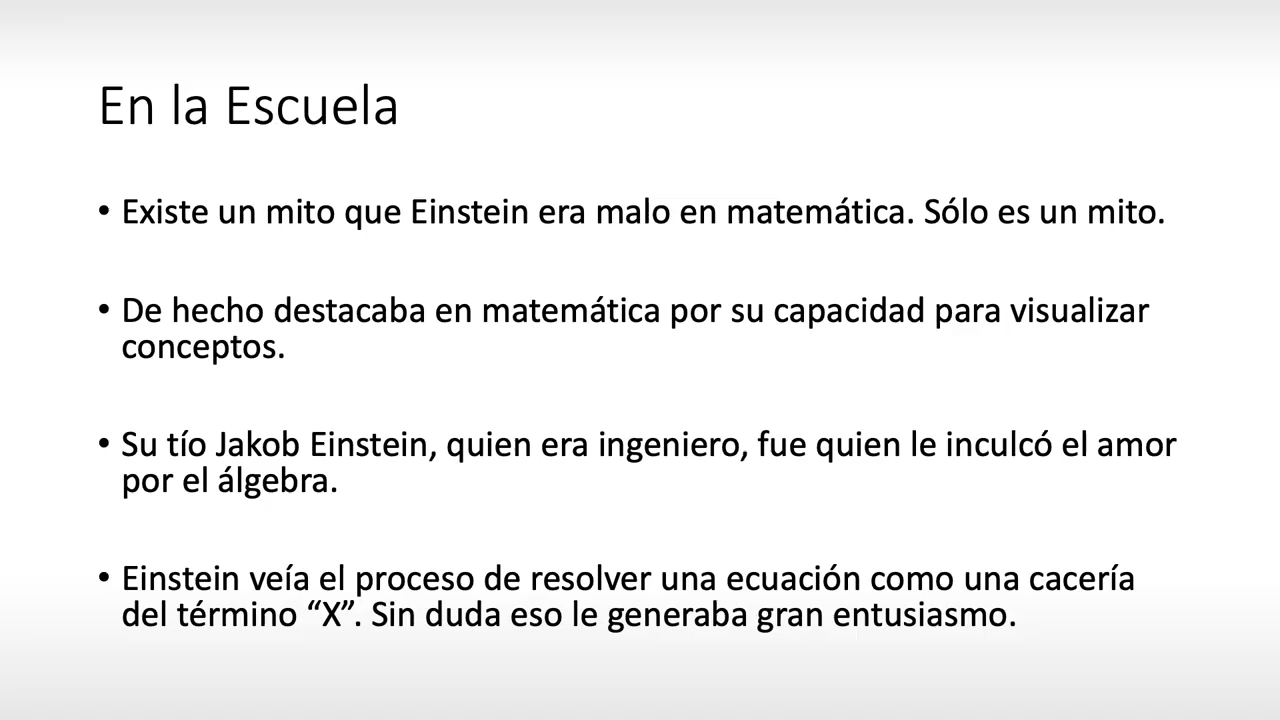 En la Escuela
• Existe un mito que Einstein era malo en matemática. Sólo es un mito.
• De hecho destacaba en matemática por su capacidad para visualizar
conceptos.
• Su tío Jakob Einstein, quien era ingeniero, fue quien le inculcó el amor
por el álgebra.
• Einstein veía el proceso de resolver una ecuación como una cacería
del término “X”. Sin duda eso le generaba gran entusiasmo.